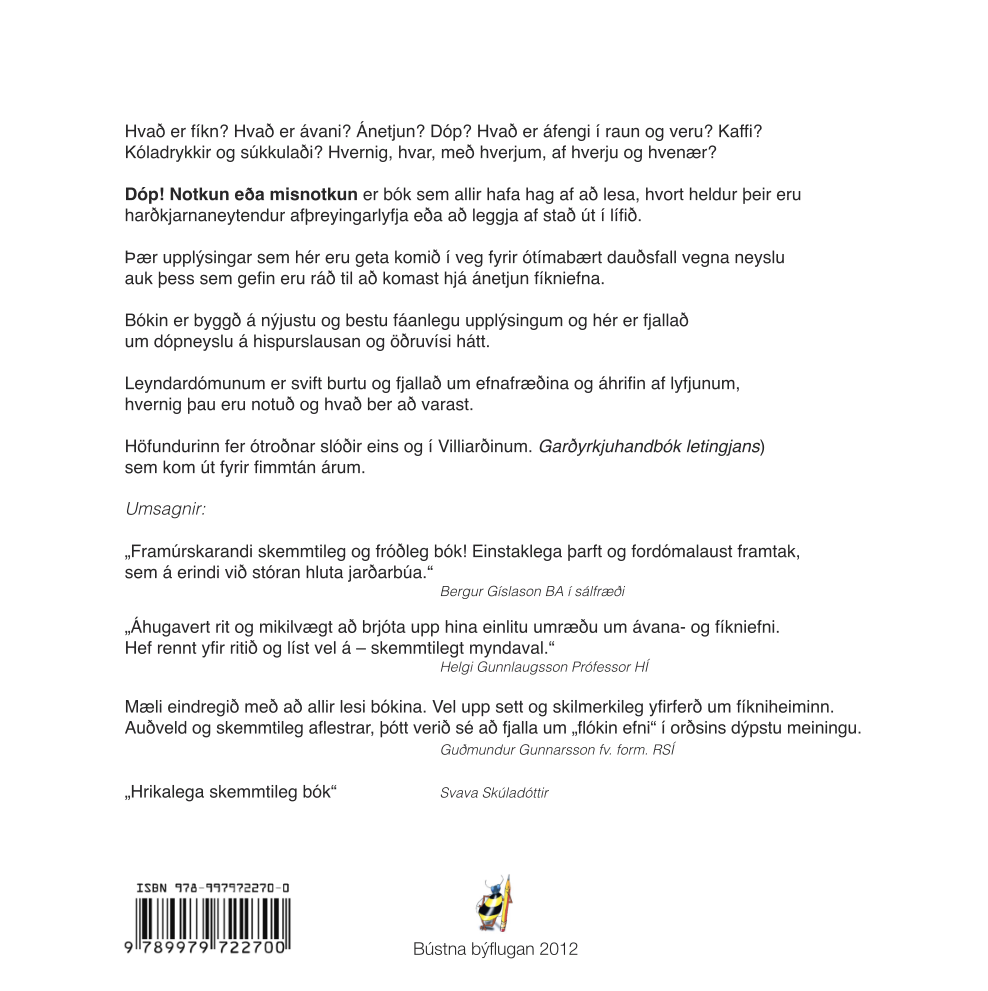 Hvað er fíkn? Hvað er ávani? Ánetjun? Dóp? Hvað er áfengi í raun og veru? Kaffi?
Kóladrykkir og súkkulaði? Hvernig, hvar, með hverjum, af hverju og hvenær?
Dóp! Notkun eða misnotkun er bók sem allir hafa hag af að lesa, hvort heldur þeir eru
harðkjarnaneytendur afþreyingarlyfja eða að leggja af stað út í lífið.
Þær upplýsingar sem hér eru geta komið í veg fyrir ótímabært dauðsfall vegna neyslu
auk þess sem gefin eru ráð til að komast hjá ánetjun fíkniefna.
Bókin er byggð á nýjustu og bestu fáanlegu upplýsingum og hér er fjallað
um dópneyslu á hispurslausan og öðruvísi hátt.
Leyndardómunum er svift burtu og fjallað um efnafræðina og áhrifin af lyfjunum,
hvernig þau eru notuð og hvað ber að varast.
Höfundurinn fer ótroðnar slóðir eins og í Villiarðinum. Garðyrkjuhandbók letingjans)
sem kom út fyrir fimmtán árum.
Umsagnir:
„Framúrskarandi skemmtileg og fróðleg bók! Einstaklega þarft og fordómalaust framtak,
sem á erindi við stóran hluta jarðarbúa.“
Bergur Gíslason BA í sálfræði
„Áhugavert rit og mikilvægt að brjóta upp hina einlitu umræðu um ávana- og fíkniefni.
Hef rennt yfir ritið og líst vel á – skemmtilegt myndaval.“
Helgi Gunnlaugsson Prófessor HÍ
Mæli eindregið með að allir lesi bókina. Vel upp sett og skilmerkileg yfirferð um fíkniheiminn.
Auðveld og skemmtileg aflestrar, þótt verið sé að fjalla um „flókin efni“ í orðsins dýpstu meiningu.
Guðmundur Gunnarsson fv. form. RSÍ
„Hrikalega skemmtileg bók“ Svava Skúladóttir
ISBN 978-997972270-0
9 789979 722700
Bústna býflugan 2012